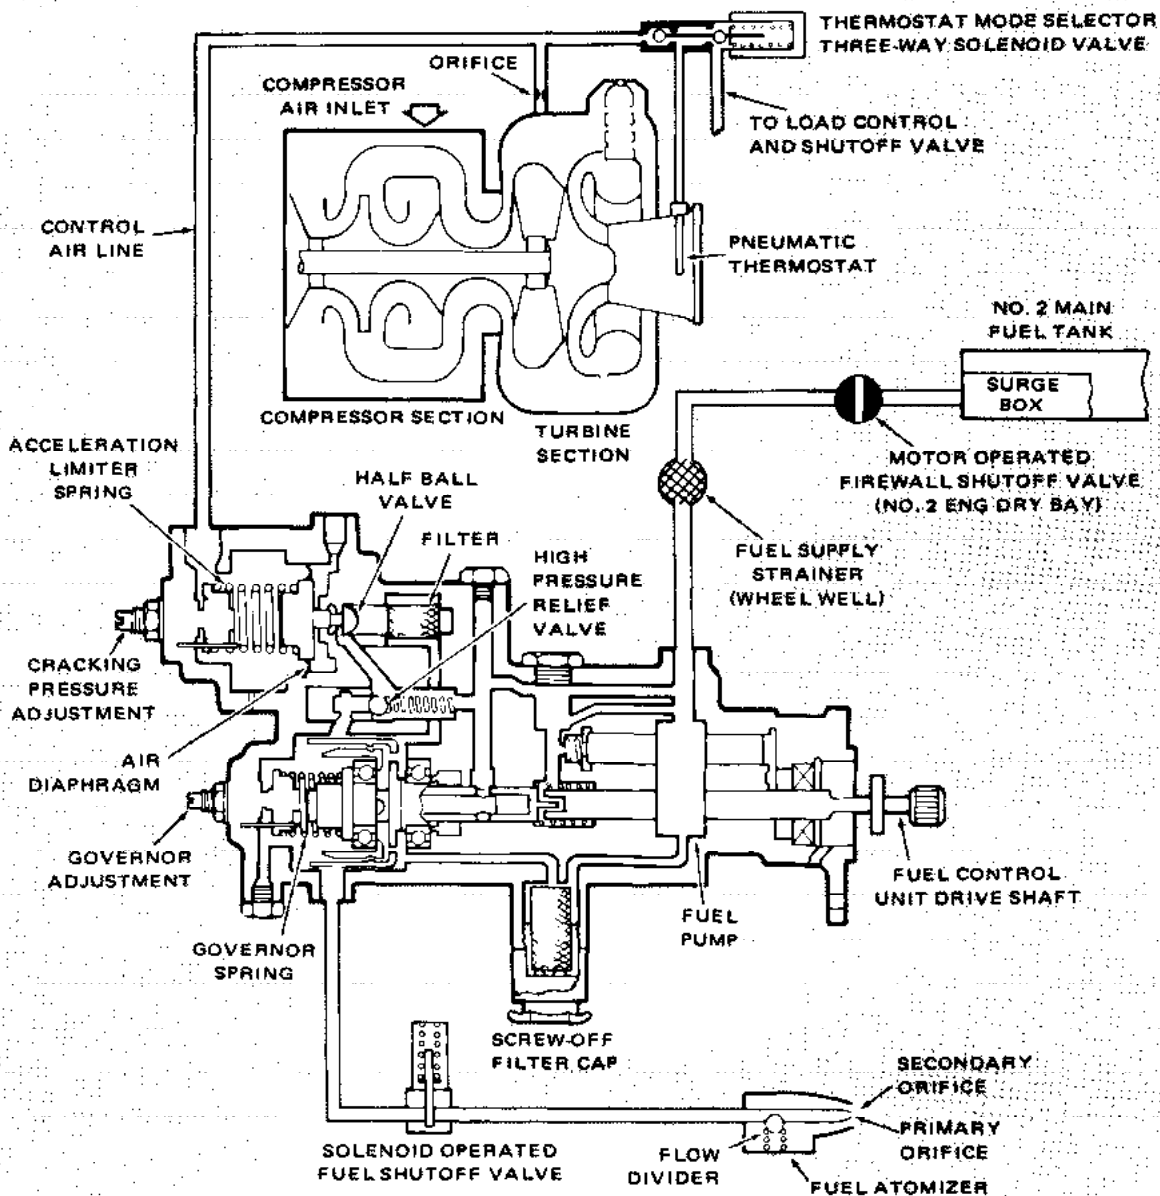 THERMOSTAT MODE SELECTOR
THREE-WAY SOLENOID VALVE
ORIFICE
COMPRESSOR
AIR INLET
TO LOAD CONTROL
AND SHUTOFF VALVE
CONTROL
AIR LINE
PNEUMATIC
THERMOSTAT
NO. 2 MAIN
FUEL TANK
SURGE
BOX
COMPRESSOR SECTION
TURBINE
SECTION
MOTOR OPERATED
FIREWALL SHUTOFF VALVE
(NO. 2 ENG DRY BAY)
ACCELERATION
LIMITER
SPRING
HALF BALL
VALVE
FILTER
HIGH
PRESSURE
RELIEF
VALVE
FUEL SUPPLY
STRAINER
(WHEEL WELL)
CRACKING
PRESSURE
ADJUSTMENT
AIR
DIAPHRAGM
GOVERNOR
ADJUSTMENT
GOVERNOR
SPRING
FUEL
PUMP
FUEL CONTROL
UNIT DRIVE SHAFT
SCREW-OFF
FILTER CAP
SOLENOID OPERATED
FUEL SHUTOFF VALVE
SECONDARY
ORIFICE
PRIMARY
ORIFICE
FLOW
DIVIDER
FUEL ATOMIZER